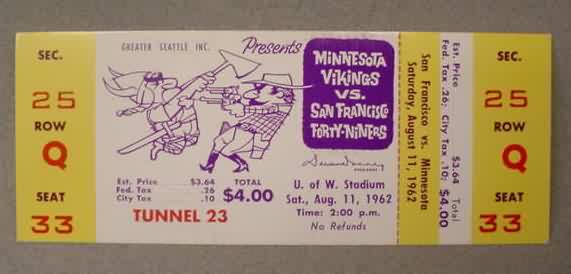 SEC.
25
ROW
Q
SEAT
33
GREATER SEATTLE INC.
Presents
MINNESOTA
VIKINGS
VS.
SAN FRANCISCO
FORTY-NINERS
PRESIDENT
Est. Price $3.64
Fed. Tax .26
City Tax .10
TOTAL
$4.00
TUNNEL 23
U. of W. Stadium
Sat., Aug. 11, 1962
Time: 2:00 p.m.
No Refunds
San Francisco vs. Minnesota
Saturday, August 11, 1962
Est. Price $3.64 Total
Fed. Tax .26; City Tax .10; $4.00
SEC.
25
ROW
Q
SEAT
33